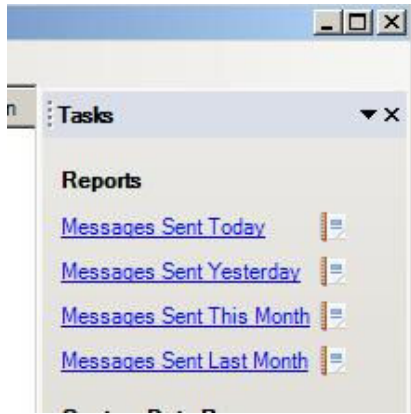 Tasks
Reports
Messages Sent Today
Messages Sent Yesterday
Messages Sent This Month
Messages Sent Last Month